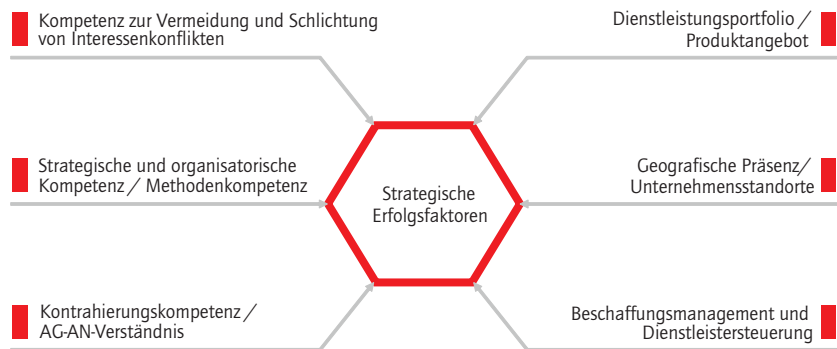 Kompetenz zur Vermeidung und Schlichtung
von Interessenkonflikten
Dienstleistungsportfolio /
Produktangebot
Strategische und organisatorische
Kompetenz / Methodenkompetenz
Strategische
Erfolgsfaktoren
Geografische Präsenz/
Unternehmensstandorte
Kontrahierungskompetenz /
AG-AN-Verständnis
Beschaffungsmanagement und
Dienstleistersteuerung